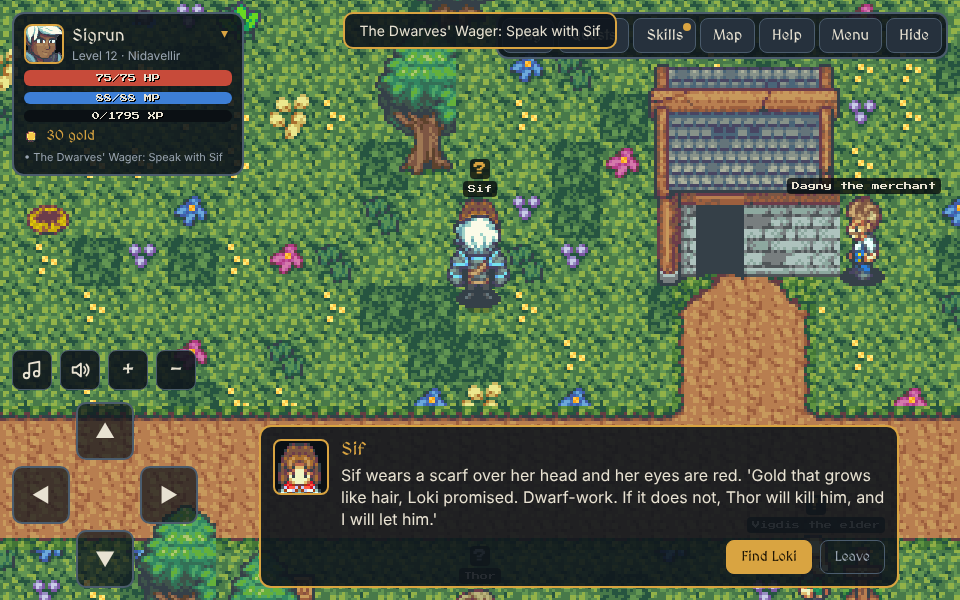 Sigrun
Level 12 · Nidavellir
75/75 HP
88/88 MP
0/1795 XP
30 gold
• The Dwarves' Wager: Speak with Sif
The Dwarves' Wager: Speak with Sif
Skills
Map
Help
Menu
Hide
?
Sif
Dagny the merchant
Sif
Sif wears a scarf over her head and her eyes are red. 'Gold that grows
like hair, Loki promised. Dwarf-work. If it does not, Thor will kill him, and
I will let him.'
Vigdis the elder
Find Loki
Leave
?
Thor